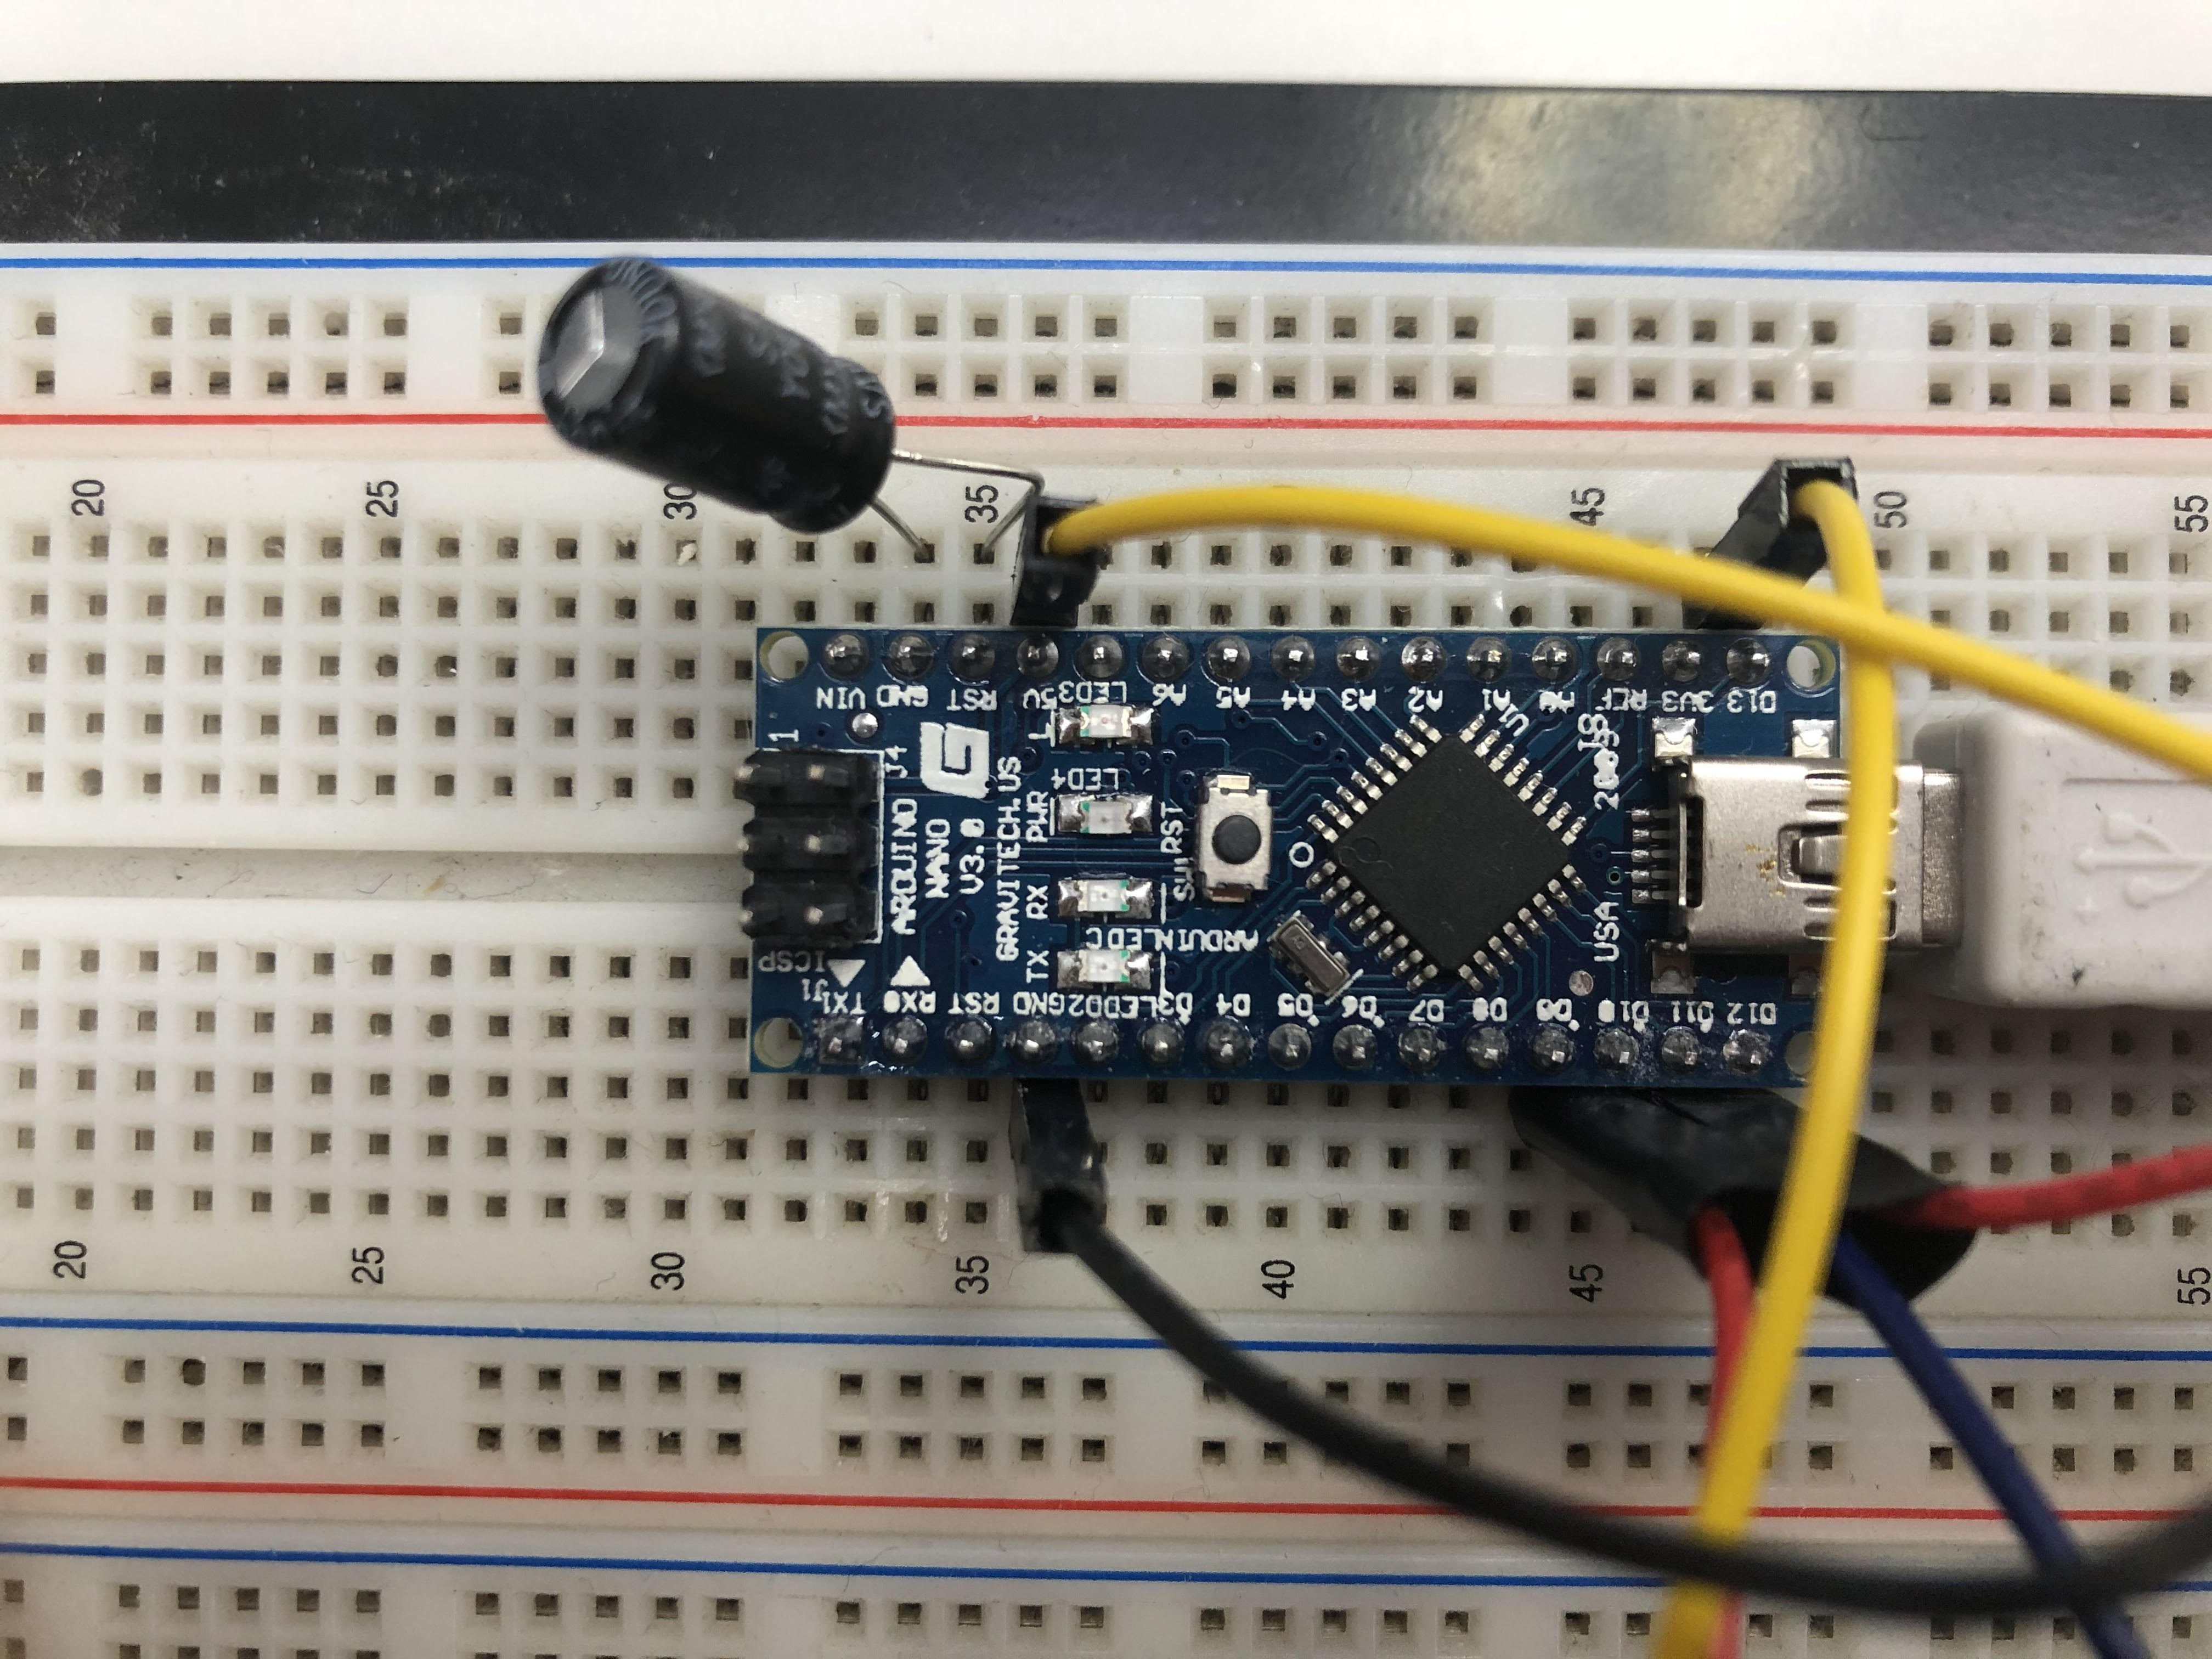 20 25 30 35 45 50 55
VIN GND RST 5V A6 A5 A4 A3 A2 A1 A0 REF 3V3 D13
LED3
U1
1
J4
LED4
ARDUINO
NANO
V3.0
GRAVITECH.US
PWR
RX
TX
SW1
RST
USA
ICSP
J1
TX1 RX0 RST GND D2 D3 D4 D5 D6 D7 D8 D9 D10 D11 D12
20 25 30 35 40 45 55